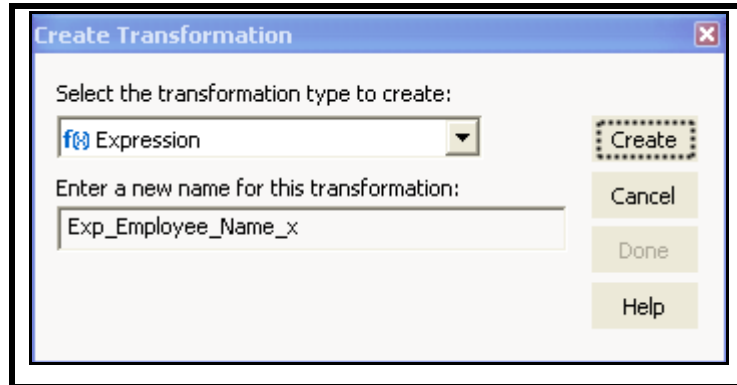 Create Transformation
Select the transformation type to create:
f(x) Expression
Create
Enter a new name for this transformation:
Cancel
Exp_Employee_Name_x
Done
Help